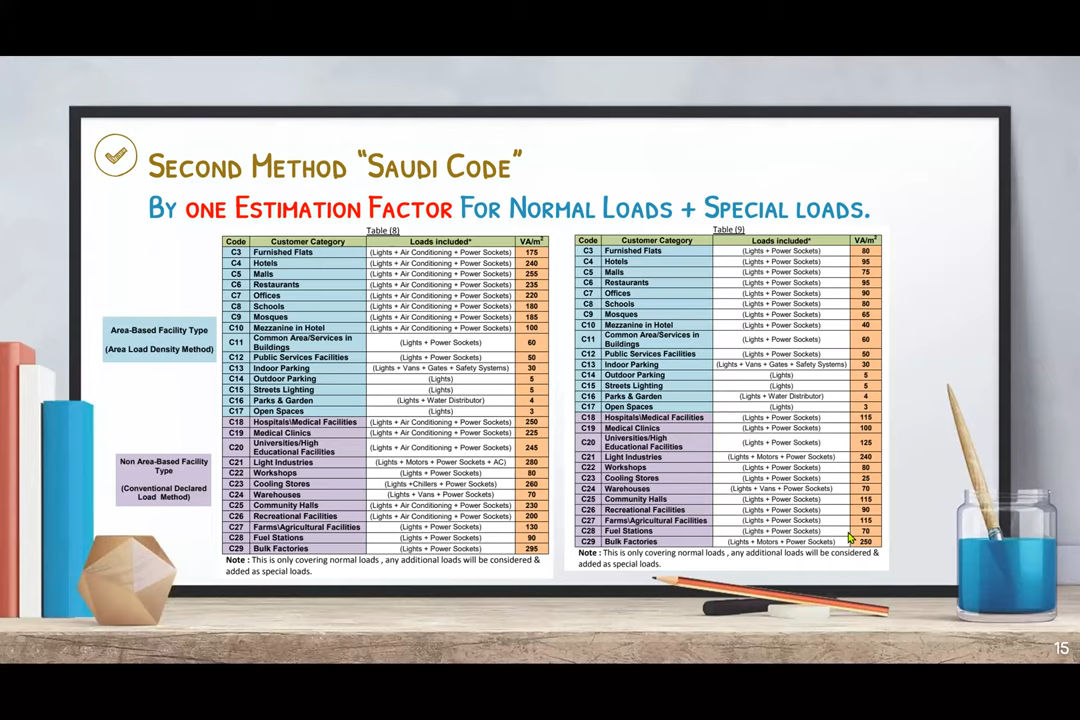 SECOND METHOD "SAUDI CODE"
BY ONE ESTIMATION FACTOR FOR NORMAL LOADS + SPECIAL LOADS.
Area-Based Facility Type
(Area Load Density Method)
Non Area-Based Facility
Type
(Conventional Declared
Load Method)
Table (8)
Code Customer Category Loads included* VA/m²
C3 Furnished Flats (Lights + Air Conditioning + Power Sockets) 175
C4 Hotels (Lights + Air Conditioning + Power Sockets) 240
C5 Malls (Lights + Air Conditioning + Power Sockets) 255
C6 Restaurants (Lights + Air Conditioning + Power Sockets) 235
C7 Offices (Lights + Air Conditioning + Power Sockets) 220
C8 Schools (Lights + Air Conditioning + Power Sockets) 180
C9 Mosques (Lights + Air Conditioning + Power Sockets) 185
C10 Mezzanine in Hotel (Lights + Air Conditioning + Power Sockets) 100
C11 Common Area/Services in
Buildings (Lights + Power Sockets) 60
C12 Public Services Facilities (Lights + Power Sockets) 50
C13 Indoor Parking (Lights + Vans + Gates + Safety Systems) 30
C14 Outdoor Parking (Lights) 5
C15 Streets Lighting (Lights) 5
C16 Parks & Garden (Lights + Water Distributor) 4
C17 Open Spaces (Lights) 3
C18 Hospitals\Medical Facilities (Lights + Air Conditioning + Power Sockets) 250
C19 Medical Clinics (Lights + Air Conditioning + Power Sockets) 225
C20 Universities/High
Educational Facilities (Lights + Air Conditioning + Power Sockets) 245
C21 Light Industries (Lights + Motors + Power Sockets + AC) 280
C22 Workshops (Lights + Power Sockets) 80
C23 Cooling Stores (Lights +Chillers + Power Sockets) 260
C24 Warehouses (Lights + Vans + Power Sockets) 70
C25 Community Halls (Lights + Air Conditioning + Power Sockets) 230
C26 Recreational Facilities (Lights + Air Conditioning + Power Sockets) 200
C27 Farms\Agricultural Facilities (Lights + Power Sockets) 130
C28 Fuel Stations (Lights + Power Sockets) 90
C29 Bulk Factories (Lights + Power Sockets) 295
Note : This is only covering normal loads , any additional loads will be considered &
added as special loads.
Table (9)
Code Customer Category Loads included* VA/m²
C3 Furnished Flats (Lights + Power Sockets) 80
C4 Hotels (Lights + Power Sockets) 95
C5 Malls (Lights + Power Sockets) 75
C6 Restaurants (Lights + Power Sockets) 95
C7 Offices (Lights + Power Sockets) 90
C8 Schools (Lights + Power Sockets) 80
C9 Mosques (Lights + Power Sockets) 65
C10 Mezzanine in Hotel (Lights + Power Sockets) 40
C11 Common Area/Services in
Buildings (Lights + Power Sockets) 60
C12 Public Services Facilities (Lights + Power Sockets) 50
C13 Indoor Parking (Lights + Vans + Gates + Safety Systems) 30
C14 Outdoor Parking (Lights) 5
C15 Streets Lighting (Lights) 5
C16 Parks & Garden (Lights + Water Distributor) 4
C17 Open Spaces (Lights) 3
C18 Hospitals\Medical Facilities (Lights + Power Sockets) 115
C19 Medical Clinics (Lights + Power Sockets) 100
C20 Universities/High
Educational Facilities (Lights + Power Sockets) 125
C21 Light Industries (Lights + Motors + Power Sockets) 240
C22 Workshops (Lights + Power Sockets) 80
C23 Cooling Stores (Lights + Power Sockets) 25
C24 Warehouses (Lights + Vans + Power Sockets) 70
C25 Community Halls (Lights + Power Sockets) 115
C26 Recreational Facilities (Lights + Power Sockets) 90
C27 Farms\Agricultural Facilities (Lights + Power Sockets) 115
C28 Fuel Stations (Lights + Power Sockets) 70
C29 Bulk Factories (Lights + Motors + Power Sockets) 250
Note : This is only covering normal loads , any additional loads will be considered &
added as special loads.
15